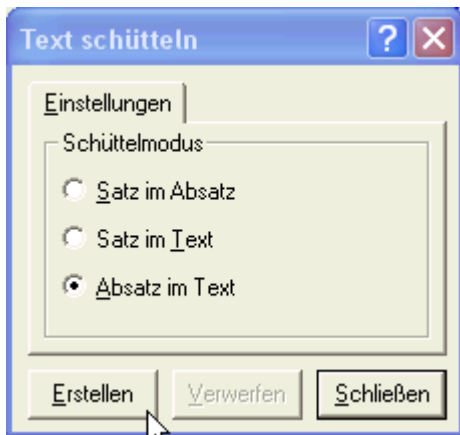 Text schütteln
Einstellungen
Schüttelmodus
Satz im Absatz
Satz im Text
Absatz im Text
Erstellen Verwerfen Schließen